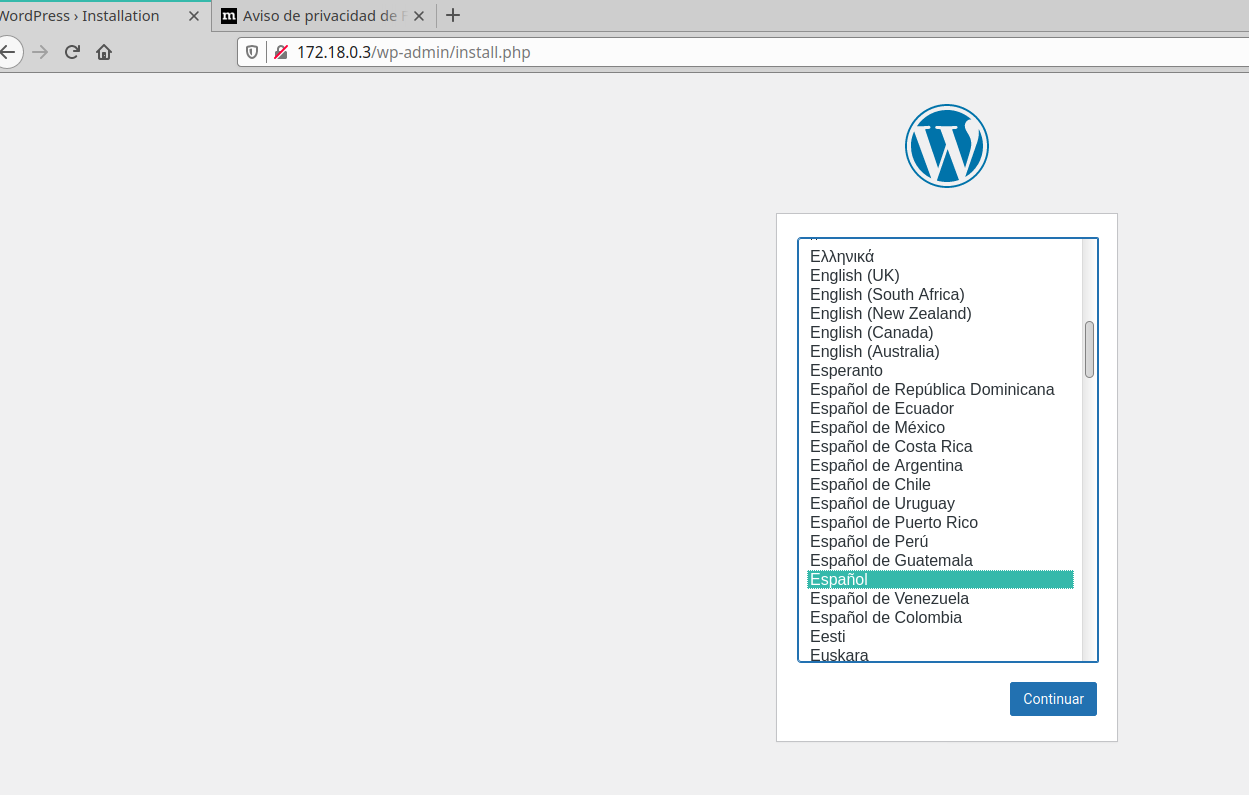 WordPress › Installation
Aviso de privacidad de
172.18.0.3/wp-admin/install.php
Ελληνικά
English (UK)
English (South Africa)
English (New Zealand)
English (Canada)
English (Australia)
Esperanto
Español de República Dominicana
Español de Ecuador
Español de México
Español de Costa Rica
Español de Argentina
Español de Chile
Español de Uruguay
Español de Puerto Rico
Español de Perú
Español de Guatemala
Español
Español de Venezuela
Español de Colombia
Eesti
Euskara
Continuar